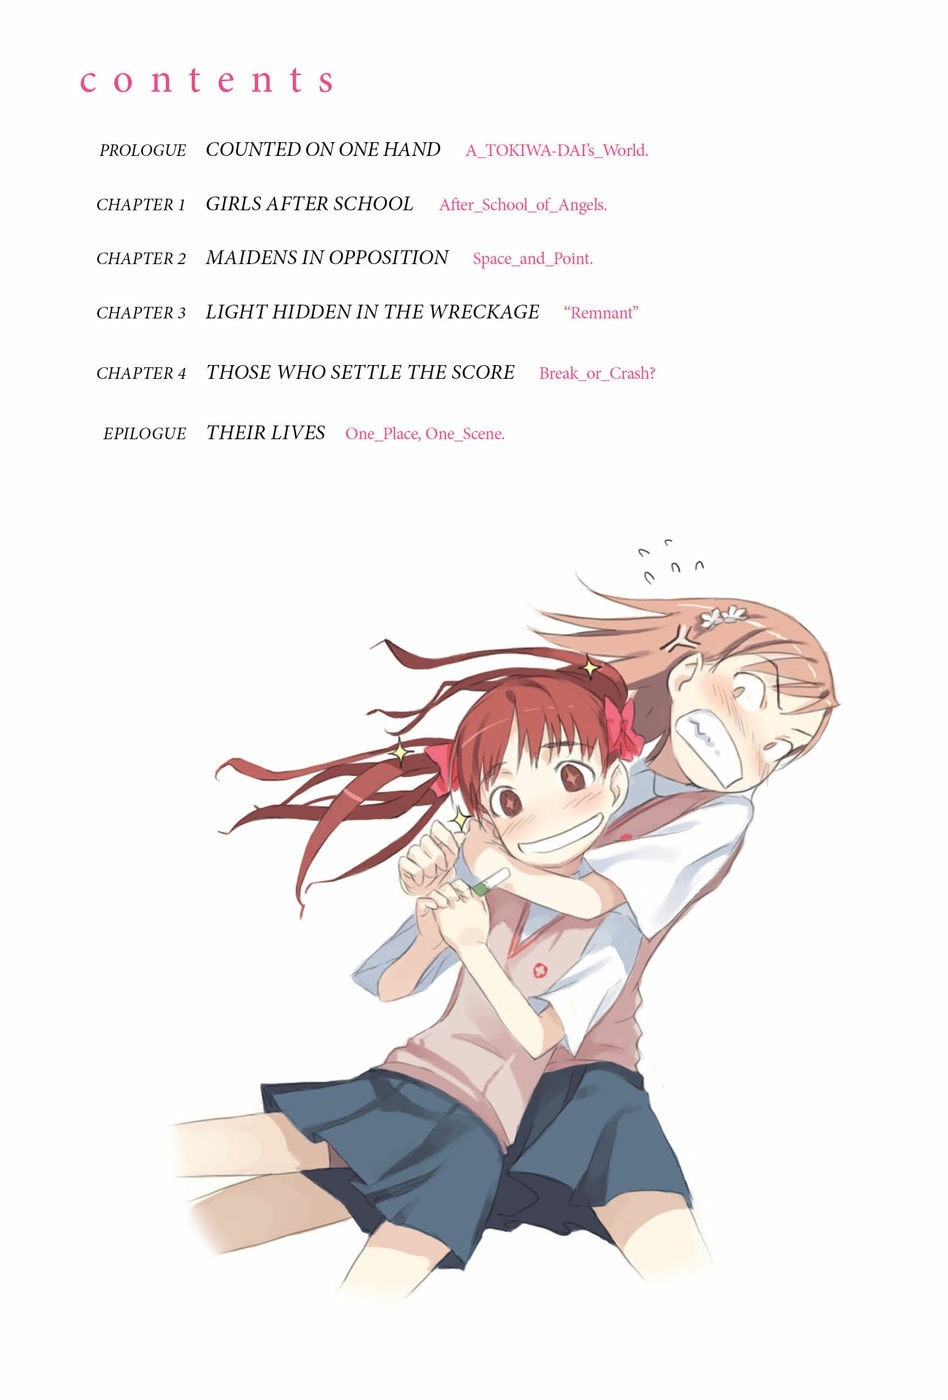 contents
PROLOGUE COUNTED ON ONE HAND A_TOKIWA-DAI's_World.
CHAPTER 1 GIRLS AFTER SCHOOL After_School_of_Angels.
CHAPTER 2 MAIDENS IN OPPOSITION Space_and_Point.
CHAPTER 3 LIGHT HIDDEN IN THE WRECKAGE “Remnant”
CHAPTER 4 THOSE WHO SETTLE THE SCORE Break_or_Crash?
EPILOGUE THEIR LIVES One_Place, One_Scene.